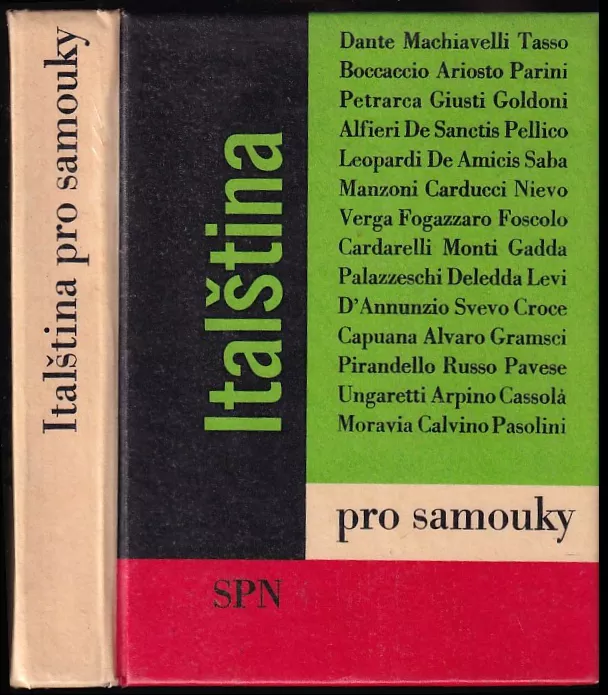 Italština pro samouky
Italština
Dante Machiavelli Tasso
Boccaccio Ariosto Parini
Petrarca Giusti Goldoni
Alfieri De Sanctis Pellico
Leopardi De Amicis Saba
Manzoni Carducci Nievo
Verga Fogazzaro Foscolo
Cardarelli Monti Gadda
Palazzeschi Deledda Levi
D'Annunzio Svevo Croce
Capuana Alvaro Gramsci
Pirandello Russo Pavese
Ungaretti Arpino Cassolà
Moravia Calvino Pasolini
pro samouky
SPN